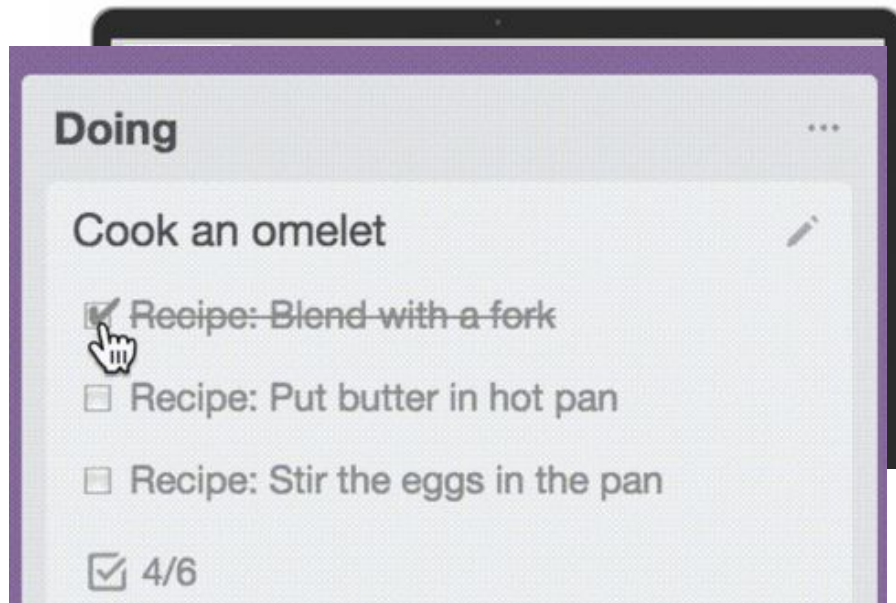 Doing
Cook an omelet
Recipe: Blend with a fork
Recipe: Put butter in hot pan
Recipe: Stir the eggs in the pan
4/6